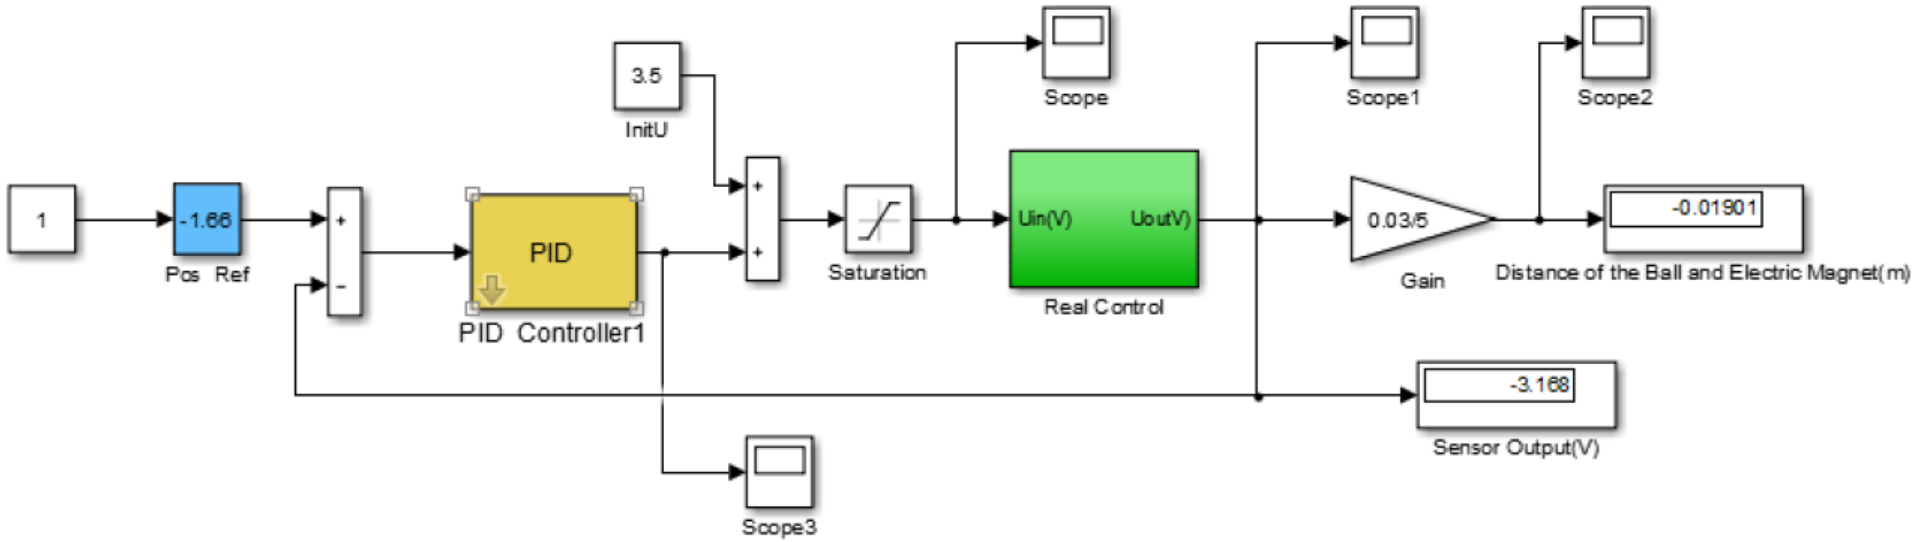 3.5
InitU
Scope
Scope1
Scope2
1
-1.66
Pos Ref
+
−
PID
PID Controller1
+
+
Saturation
Uin(V)
UoutV)
Real Control
0.03/5
Gain
-0.01901
Distance of the Ball and Electric Magnet(m)
-3.168
Sensor Output(V)
Scope3